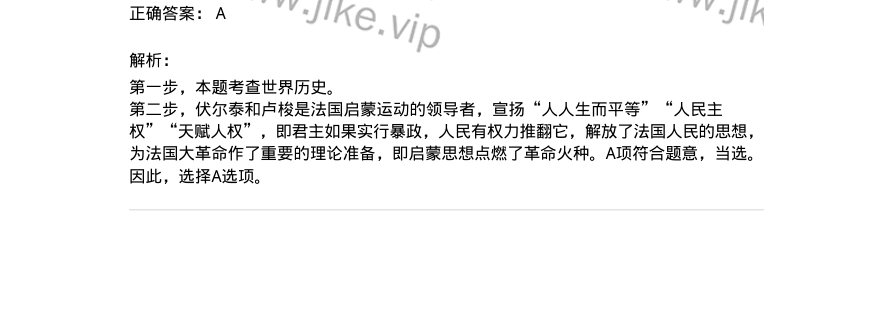 正确答案： A
www.jlke.vip
www.jlke
解析：
第一步，本题考查世界历史。
第二步，伏尔泰和卢梭是法国启蒙运动的领导者，宣扬“人人生而平等”“人民主
权”“天赋人权”，即君主如果实行暴政，人民有权力推翻它，解放了法国人民的思想，
为法国大革命作了重要的理论准备，即启蒙思想点燃了革命火种。A项符合题意，当选。
因此，选择A选项。